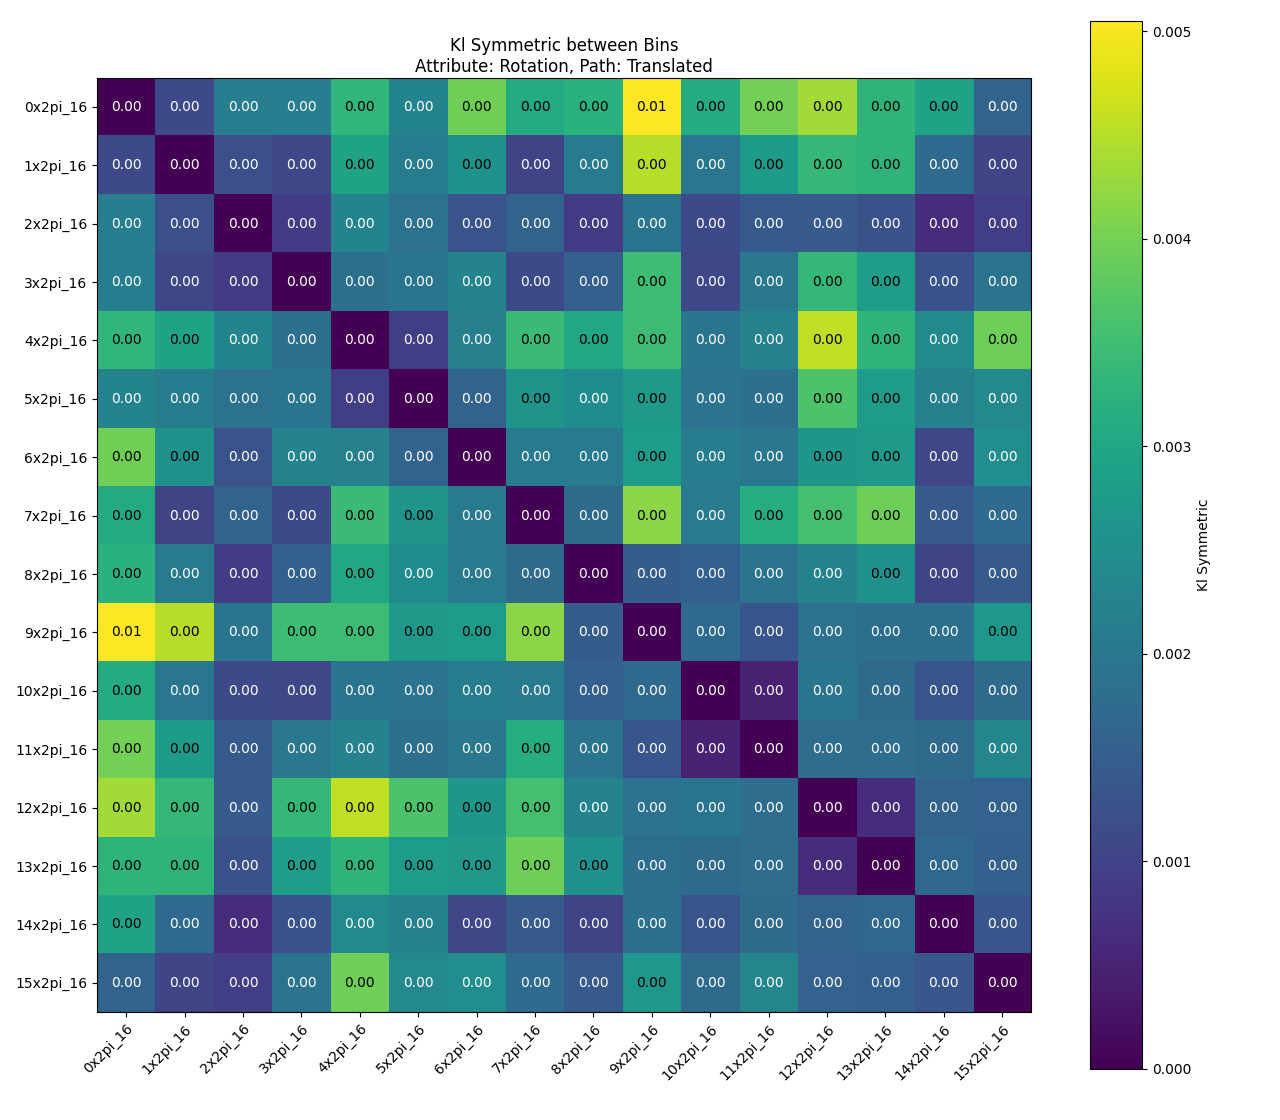 Kl Symmetric between Bins
Attribute: Rotation, Path: Translated
0x2pi_16 0.00 0.00 0.00 0.00 0.00 0.00 0.00 0.00 0.00 0.01 0.00 0.00 0.00 0.00 0.00 0.00
1x2pi_16 0.00 0.00 0.00 0.00 0.00 0.00 0.00 0.00 0.00 0.00 0.00 0.00 0.00 0.00 0.00 0.00
2x2pi_16 0.00 0.00 0.00 0.00 0.00 0.00 0.00 0.00 0.00 0.00 0.00 0.00 0.00 0.00 0.00 0.00
3x2pi_16 0.00 0.00 0.00 0.00 0.00 0.00 0.00 0.00 0.00 0.00 0.00 0.00 0.00 0.00 0.00 0.00
4x2pi_16 0.00 0.00 0.00 0.00 0.00 0.00 0.00 0.00 0.00 0.00 0.00 0.00 0.00 0.00 0.00 0.00
5x2pi_16 0.00 0.00 0.00 0.00 0.00 0.00 0.00 0.00 0.00 0.00 0.00 0.00 0.00 0.00 0.00 0.00
6x2pi_16 0.00 0.00 0.00 0.00 0.00 0.00 0.00 0.00 0.00 0.00 0.00 0.00 0.00 0.00 0.00 0.00
7x2pi_16 0.00 0.00 0.00 0.00 0.00 0.00 0.00 0.00 0.00 0.00 0.00 0.00 0.00 0.00 0.00 0.00
8x2pi_16 0.00 0.00 0.00 0.00 0.00 0.00 0.00 0.00 0.00 0.00 0.00 0.00 0.00 0.00 0.00 0.00
9x2pi_16 0.01 0.00 0.00 0.00 0.00 0.00 0.00 0.00 0.00 0.00 0.00 0.00 0.00 0.00 0.00 0.00
10x2pi_16 0.00 0.00 0.00 0.00 0.00 0.00 0.00 0.00 0.00 0.00 0.00 0.00 0.00 0.00 0.00 0.00
11x2pi_16 0.00 0.00 0.00 0.00 0.00 0.00 0.00 0.00 0.00 0.00 0.00 0.00 0.00 0.00 0.00 0.00
12x2pi_16 0.00 0.00 0.00 0.00 0.00 0.00 0.00 0.00 0.00 0.00 0.00 0.00 0.00 0.00 0.00 0.00
13x2pi_16 0.00 0.00 0.00 0.00 0.00 0.00 0.00 0.00 0.00 0.00 0.00 0.00 0.00 0.00 0.00 0.00
14x2pi_16 0.00 0.00 0.00 0.00 0.00 0.00 0.00 0.00 0.00 0.00 0.00 0.00 0.00 0.00 0.00 0.00
15x2pi_16 0.00 0.00 0.00 0.00 0.00 0.00 0.00 0.00 0.00 0.00 0.00 0.00 0.00 0.00 0.00 0.00
0x2pi_16 1x2pi_16 2x2pi_16 3x2pi_16 4x2pi_16 5x2pi_16 6x2pi_16 7x2pi_16 8x2pi_16 9x2pi_16 10x2pi_16 11x2pi_16 12x2pi_16 13x2pi_16 14x2pi_16 15x2pi_16
0.005
0.004
0.003
0.002
0.001
0.000
Kl Symmetric